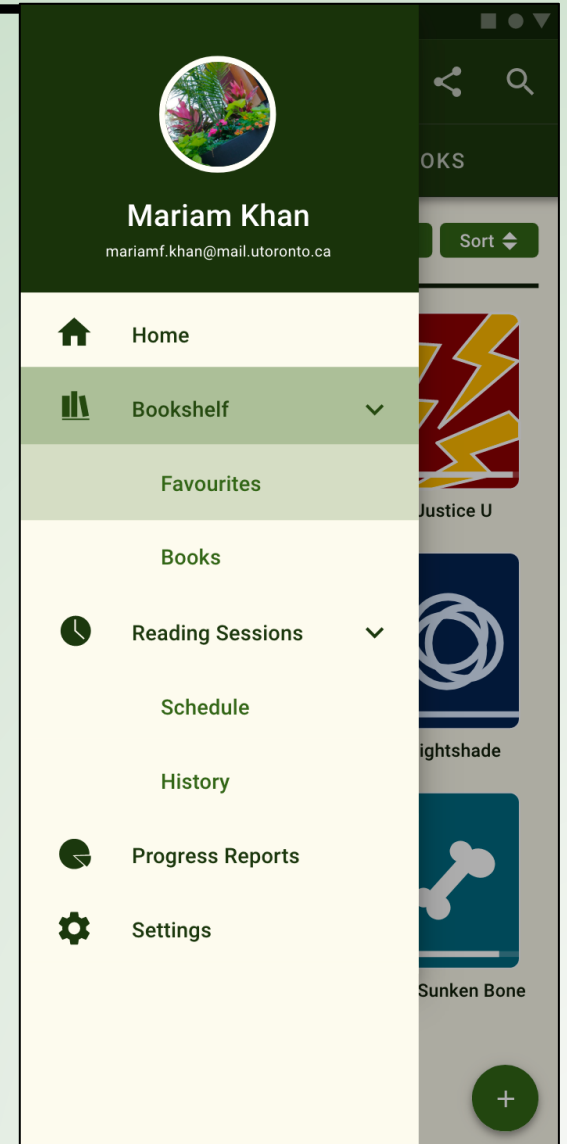 OKS
Mariam Khan
mariamf.khan@mail.utoronto.ca
Sort
Home
Bookshelf
Favourites
Justice U
Books
Reading Sessions
Schedule
ightshade
History
Progress Reports
Settings
Sunken Bone